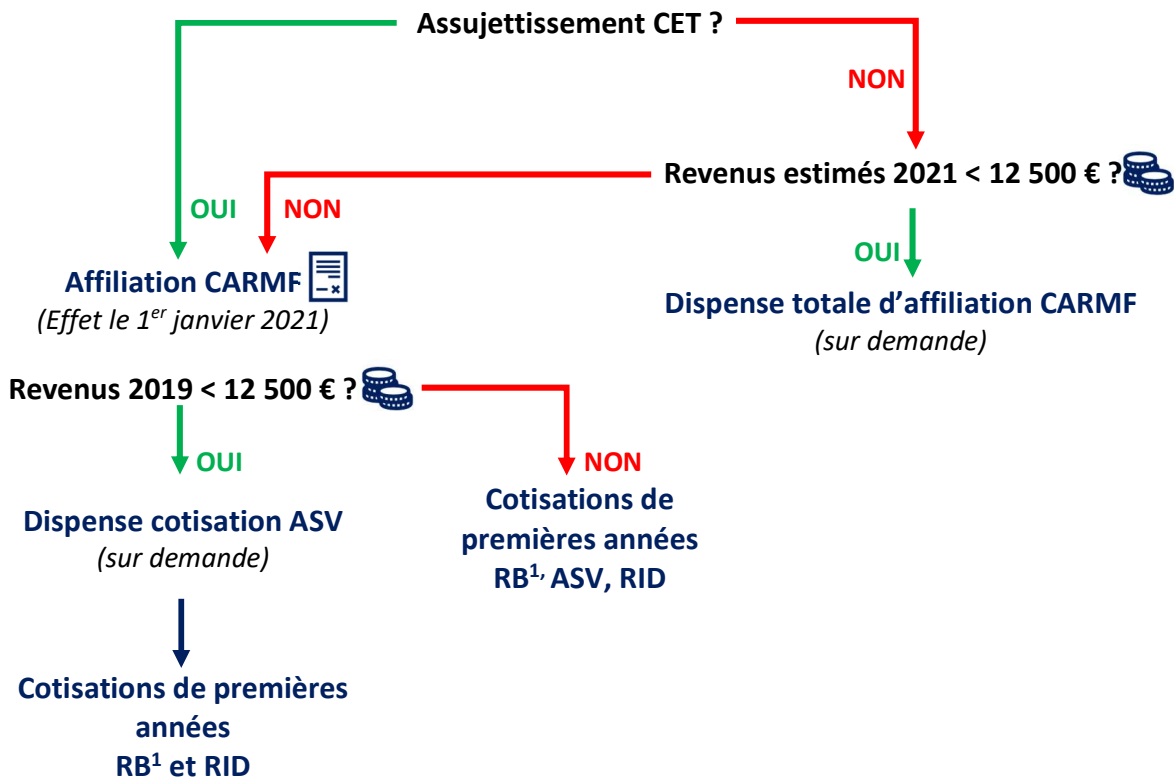 Assujettissement CET ?
NON
Revenus estimés 2021 < 12 500 € ?
OUI
NON
OUI
Affiliation CARMF
(Effet le 1er janvier 2021)
Dispense totale d’affiliation CARMF
(sur demande)
Revenus 2019 < 12 500 € ?
OUI
NON
Dispense cotisation ASV
(sur demande)
Cotisations de
premières années
RB1, ASV, RID
Cotisations de premières
années
RB1 et RID